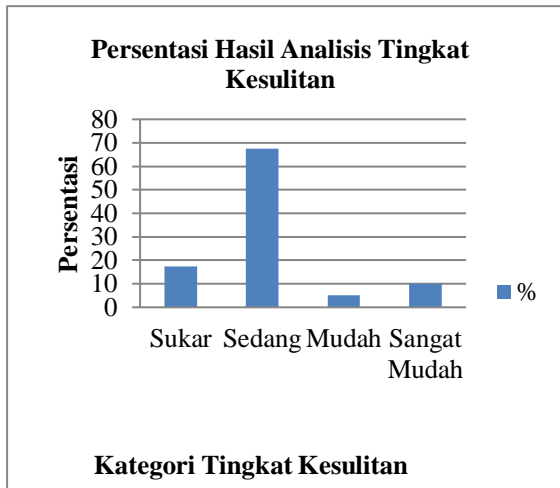 Persentasi Hasil Analisis Tingkat
Kesulitan
Persentasi
80
70
60
50
40
30
20
10
0
Sukar Sedang Mudah Sangat
Mudah
%
Kategori Tingkat Kesulitan